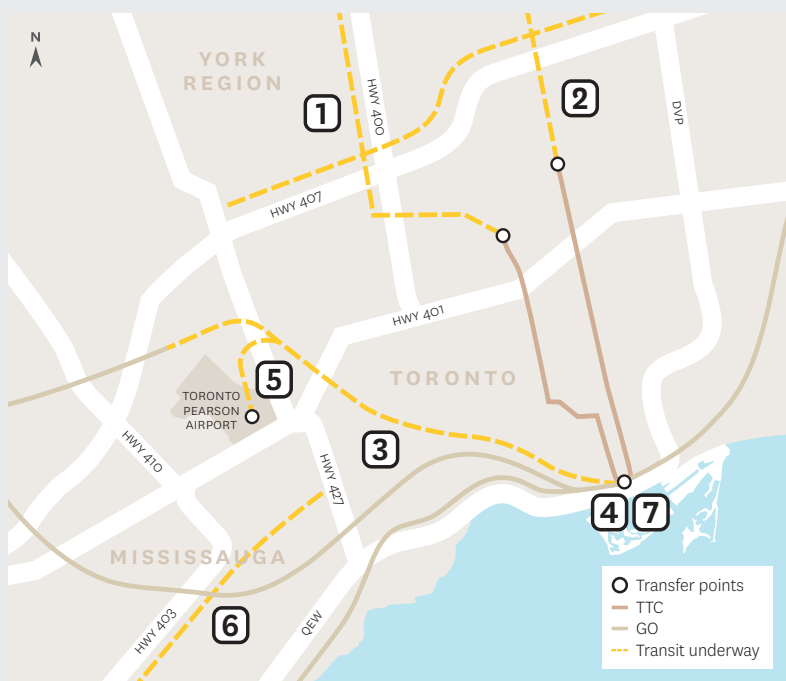 N
YORK
REGION
1
HWY 400
2
DVP
HWY 407
HWY 401
TORONTO
5
TORONTO
PEARSON
AIRPORT
3
HWY 410
HWY 427
4
7
MISSISSAUGA
6
HWY 403
QEW
Transfer points
TTC
GO
Transit underway